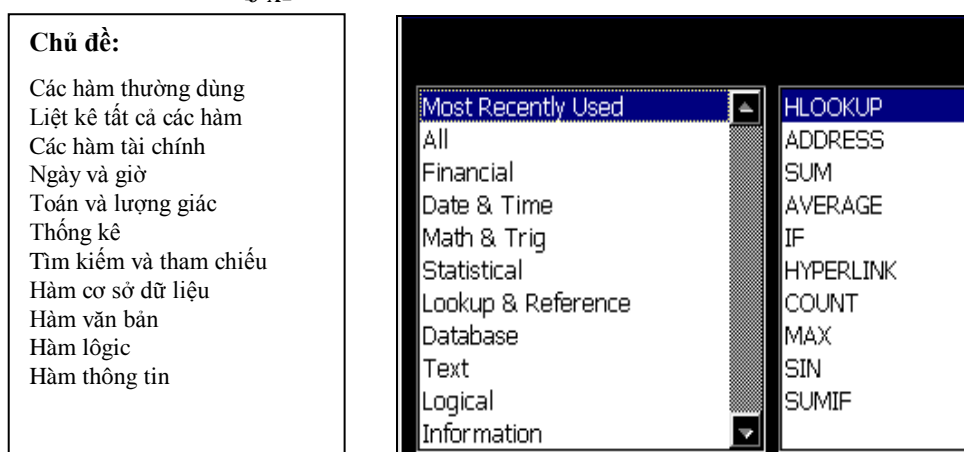 Chủ đề:
Các hàm thường dùng
Liệt kê tất cả các hàm
Các hàm tài chính
Ngày và giờ
Toán và lượng giác
Thống kê
Tìm kiếm và tham chiếu
Hàm cơ sở dữ liệu
Hàm văn bản
Hàm lôgic
Hàm thông tin
Most Recently Used
All
Financial
Date & Time
Math & Trig
Statistical
Lookup & Reference
Database
Text
Logical
Information
HLOOKUP
ADDRESS
SUM
AVERAGE
IF
HYPERLINK
COUNT
MAX
SIN
SUMIF